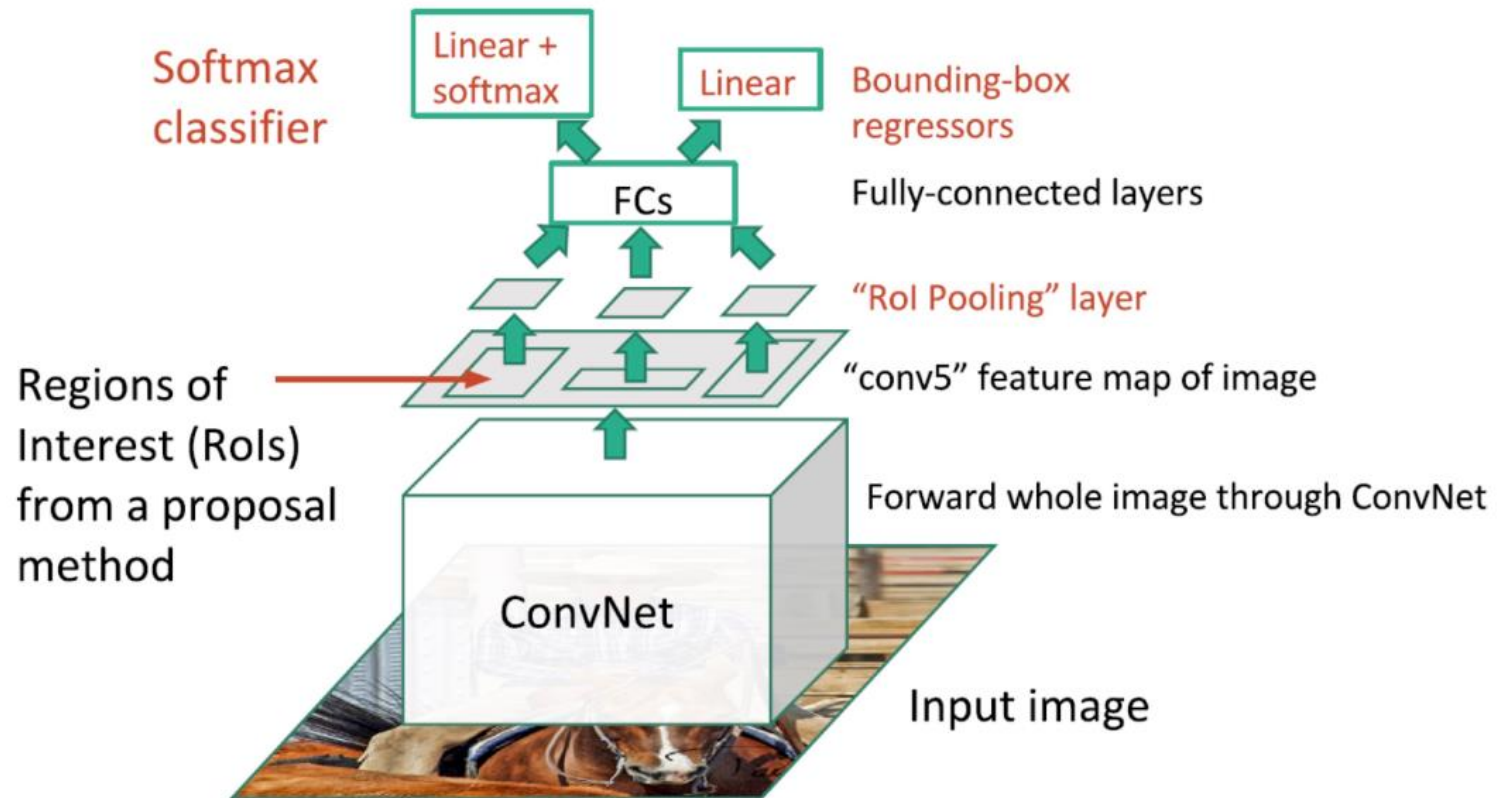 Softmax
classifier
Linear +
softmax
Linear
Bounding-box
regressors
FCs
Fully-connected layers
“RoI Pooling” layer
Regions of
Interest (RoIs)
from a proposal
method
“conv5” feature map of image
Forward whole image through ConvNet
ConvNet
Input image